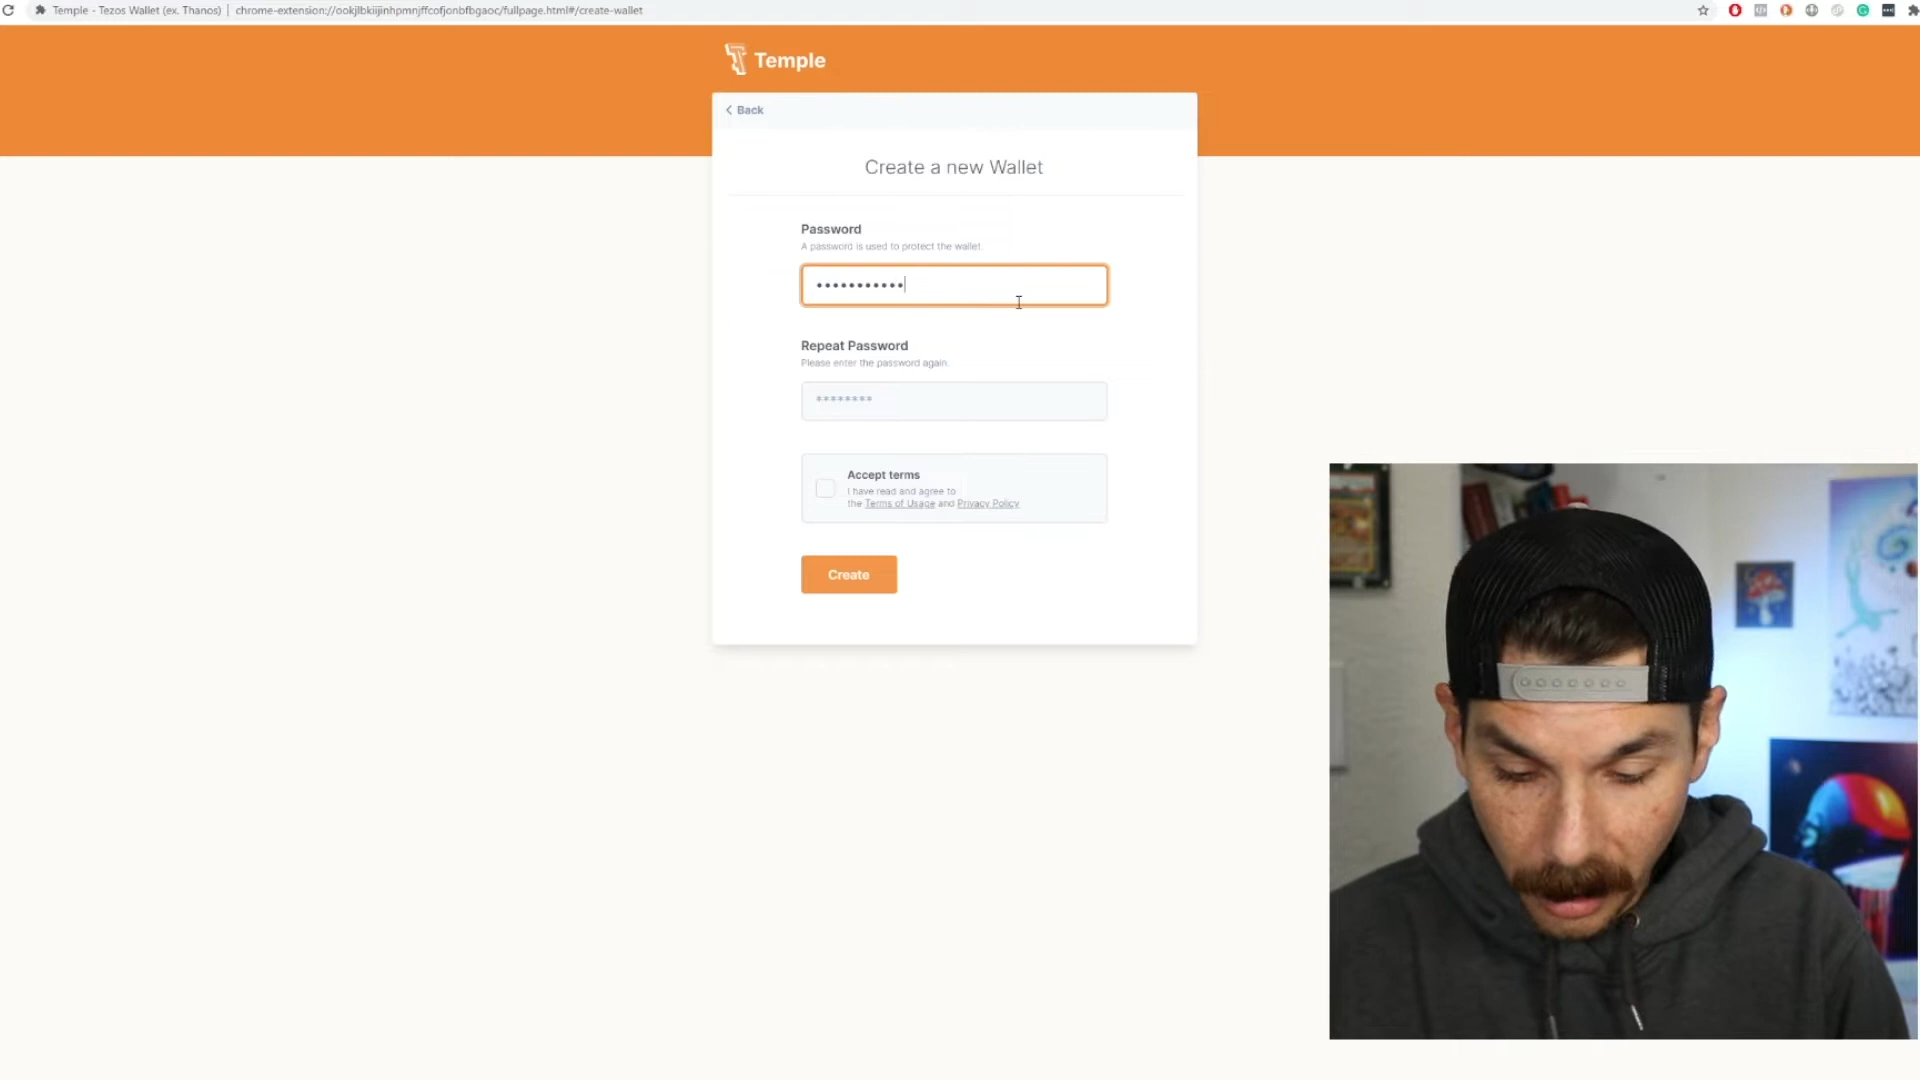 Temple - Tezos Wallet (ex. Thanos) | chrome-extension://ookjlbkiijinhpmnjffcofjonbfbgaoc/fullpage.html#/create-wallet
Temple
Back
Create a new Wallet
Password
A password is used to protect the wallet.
•••••••••••
Repeat Password
Please enter the password again.
********
Accept terms
I have read and agree to
the Terms of Usage and Privacy Policy
Create